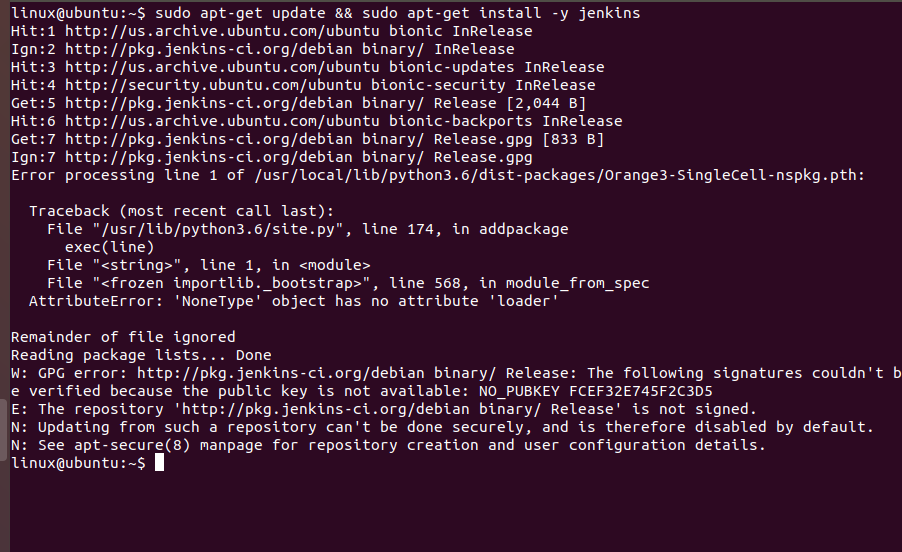 linux@ubuntu:~$ sudo apt-get update && sudo apt-get install -y jenkins
Hit:1 http://us.archive.ubuntu.com/ubuntu bionic InRelease
Ign:2 http://pkg.jenkins-ci.org/debian binary/ InRelease
Hit:3 http://us.archive.ubuntu.com/ubuntu bionic-updates InRelease
Hit:4 http://security.ubuntu.com/ubuntu bionic-security InRelease
Get:5 http://pkg.jenkins-ci.org/debian binary/ Release [2,044 B]
Hit:6 http://us.archive.ubuntu.com/ubuntu bionic-backports InRelease
Get:7 http://pkg.jenkins-ci.org/debian binary/ Release.gpg [833 B]
Ign:7 http://pkg.jenkins-ci.org/debian binary/ Release.gpg
Error processing line 1 of /usr/local/lib/python3.6/dist-packages/Orange3-SingleCell-nspkg.pth:
Traceback (most recent call last):
File "/usr/lib/python3.6/site.py", line 174, in addpackage
exec(line)
File "<string>", line 1, in <module>
File "<frozen importlib._bootstrap>", line 568, in module_from_spec
AttributeError: 'NoneType' object has no attribute 'loader'
Remainder of file ignored
Reading package lists... Done
W: GPG error: http://pkg.jenkins-ci.org/debian binary/ Release: The following signatures couldn't b
e verified because the public key is not available: NO_PUBKEY FCEF32E745F2C3D5
E: The repository 'http://pkg.jenkins-ci.org/debian binary/ Release' is not signed.
N: Updating from such a repository can't be done securely, and is therefore disabled by default.
N: See apt-secure(8) manpage for repository creation and user configuration details.
linux@ubuntu:~$